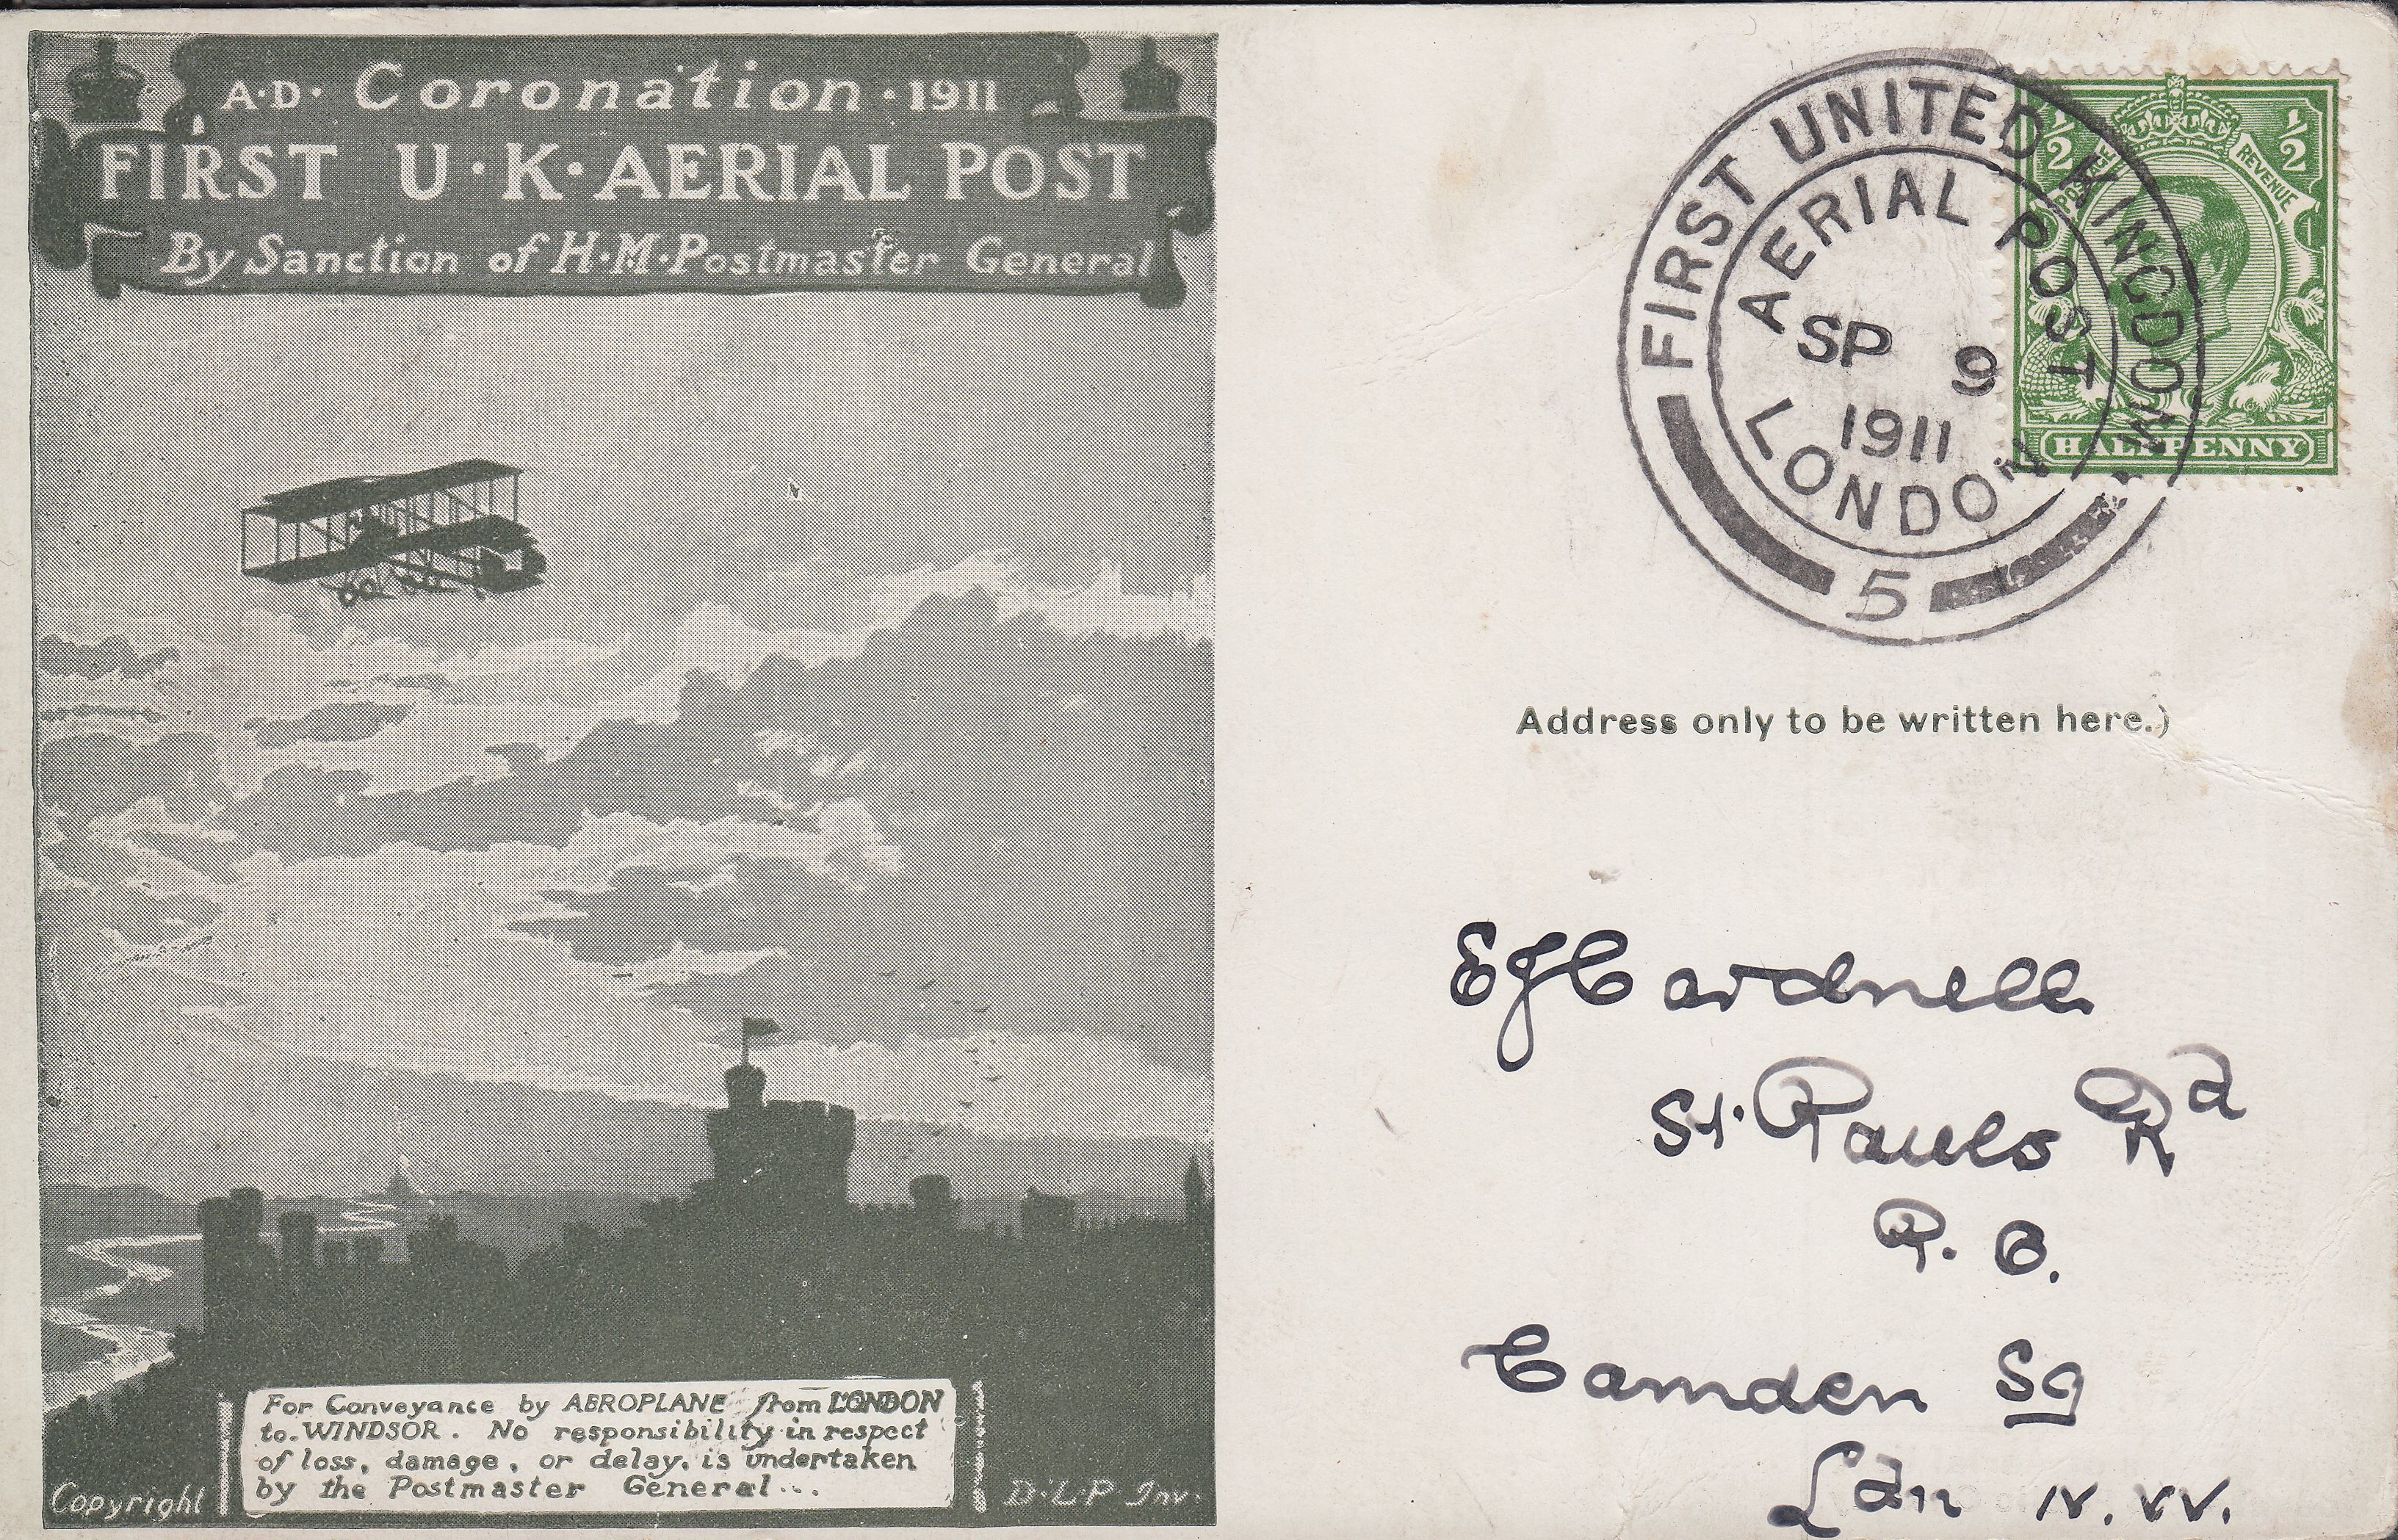 A·D· Coronation · 1911
FIRST U·K·AERIAL POST
By Sanction of H·M·Postmaster General
For Conveyance by AEROPLANE from LONDON
to WINDSOR. No responsibility in respect
of loss, damage, or delay, is undertaken
by the Postmaster General...
Copyright
D·L·P Inv.
FIRST UNITED KINGDOM
AERIAL POST
SP 9
1911
LONDON
5
1/2 1/2
POSTAGE REVENUE
HALFPENNY
Address only to be written here.)
E J Cardnell
St. Pauls Rd
P. O.
Camden Sq
Ldn N. W.